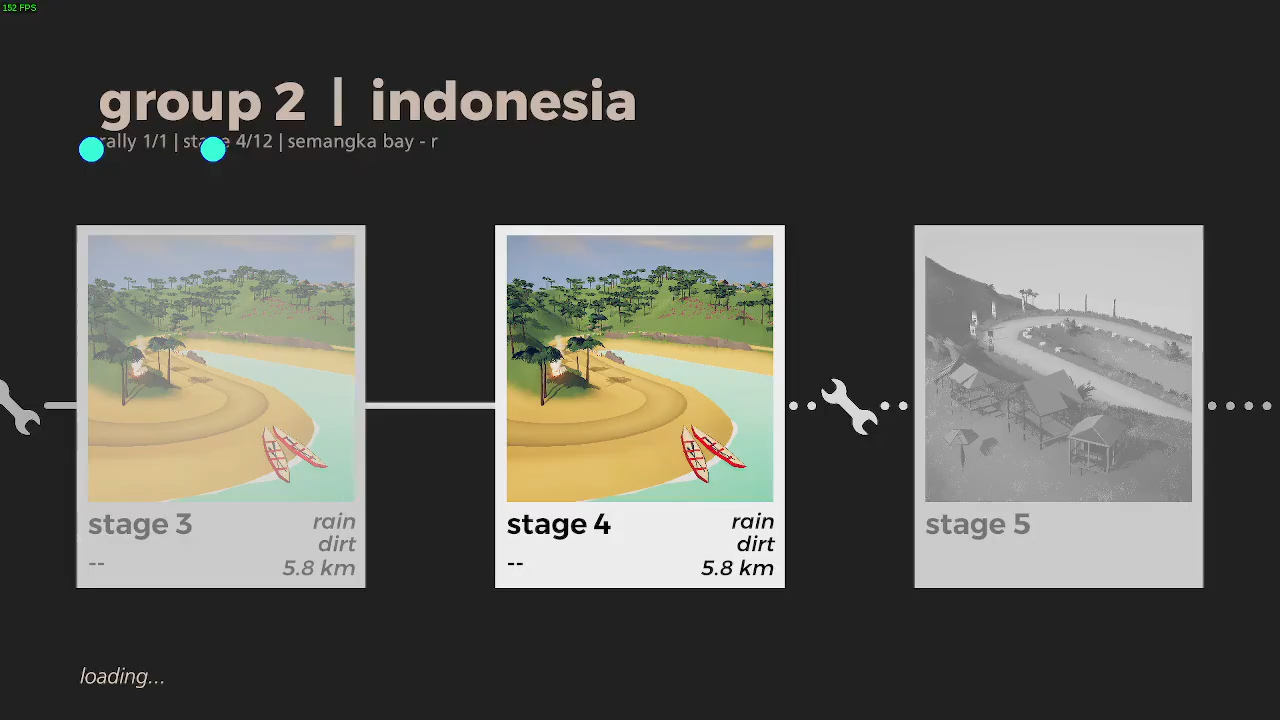 152 FPS
group 2 | indonesia
rally 1/1 | stage 4/12 | semangka bay - r
stage 3
rain
dirt
-- 5.8 km
stage 4
rain
dirt
-- 5.8 km
stage 5
loading...